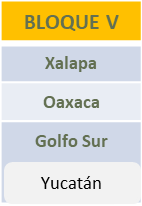 BLOQUE V
Xalapa
Oaxaca
Golfo Sur
Yucatán